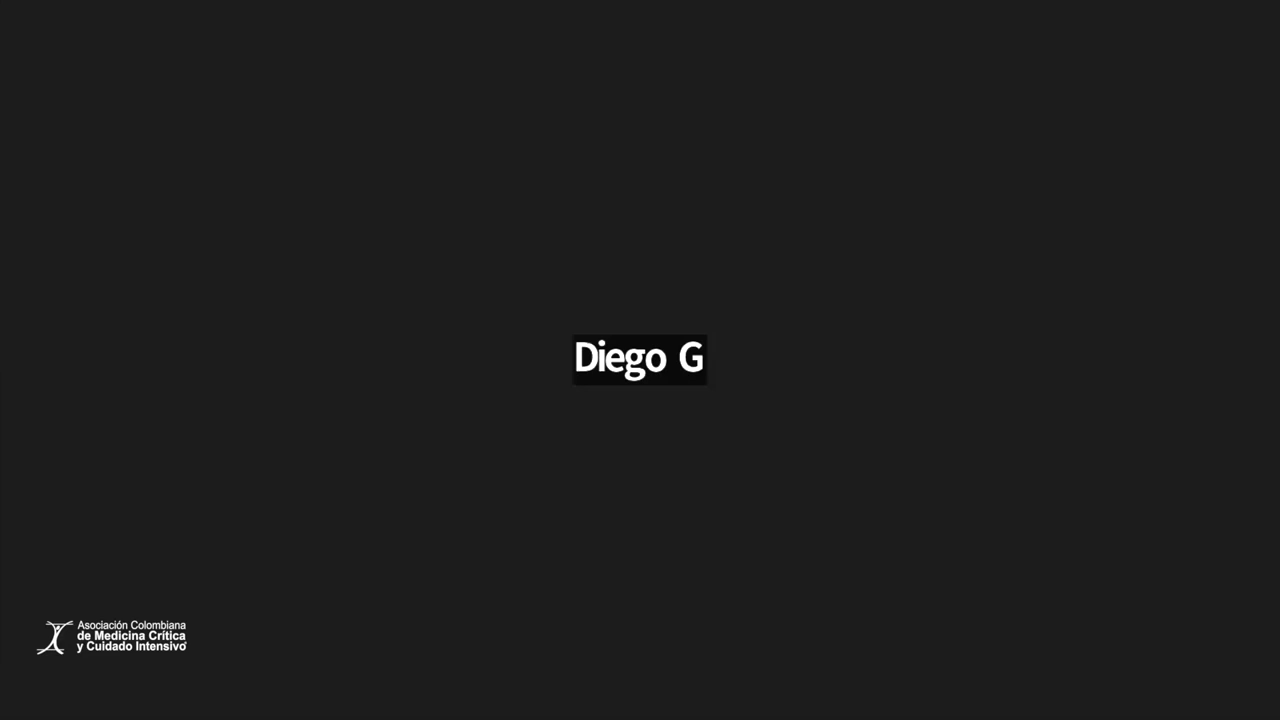 Diego G
Asociación Colombiana
de Medicina Crítica
y Cuidado Intensivo